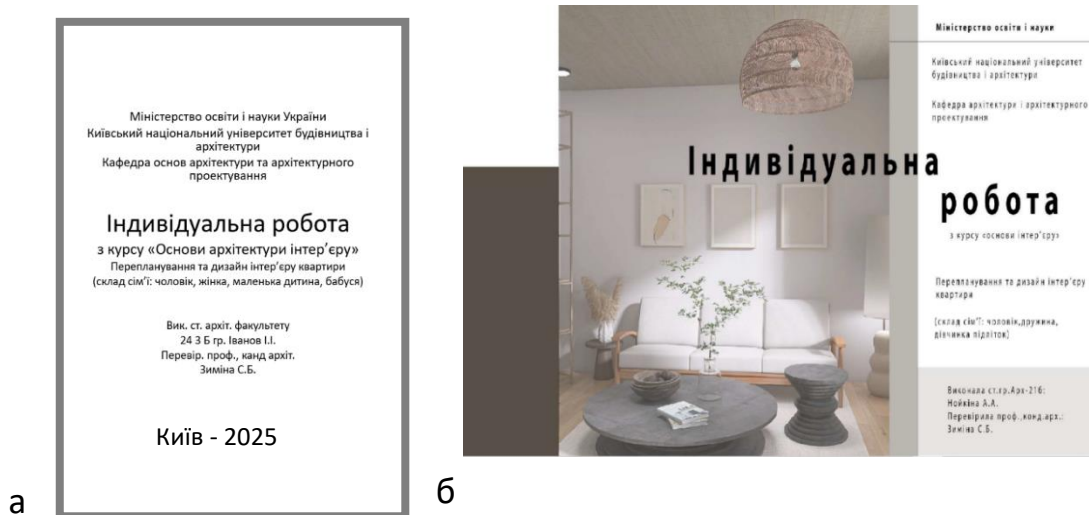 Міністерство освіти і науки України
Київський національний університет будівництва і
архітектури
Кафедра основ архітектури та архітектурного
проектування
Індивідуальна робота
з курсу «Основи архітектури інтер’єру»
Перепланування та дизайн інтер’єру квартири
(склад сім’ї: чоловік, жінка, маленька дитина, бабуся)
Вик. ст. архіт. факультету
24 3 Б гр. Іванов І.І.
Перевір. проф., канд архіт.
Зиміна С.Б.
Київ - 2025
а
Міністерство освіти і науки
Київський національний університет
будівництва і архітектури
Кафедра архітектури і архітектурного
проектування
Індивідуальна
робота
з курсу «основи інтер’єру»
Перепланування та дизайн інтер’єру
квартири
(склад сім’ї: чоловік,дружина,
дівчинка підліток)
Виконала ст.гр.Арх-21б:
Нойкіна А.А.
Перевірила проф.,конд.арх.:
Зиміна С.Б.
б